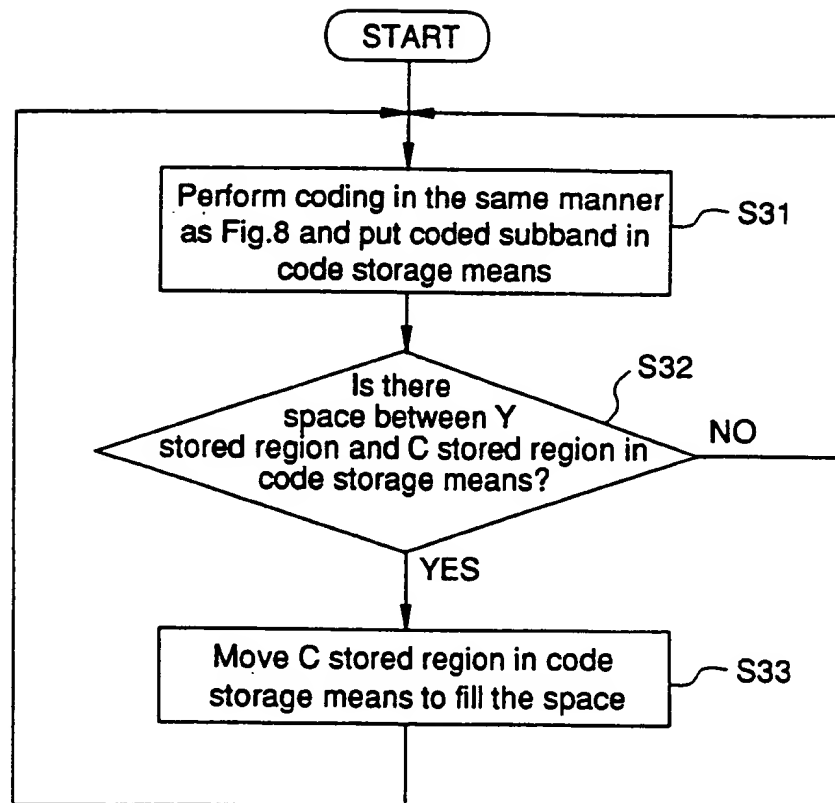 START
Perform coding in the same manner
as Fig.8 and put coded subband in
code storage means
S31
Is there
space between Y
stored region and C stored region in
code storage means?
S32
NO
YES
Move C stored region in code
storage means to fill the space
S33